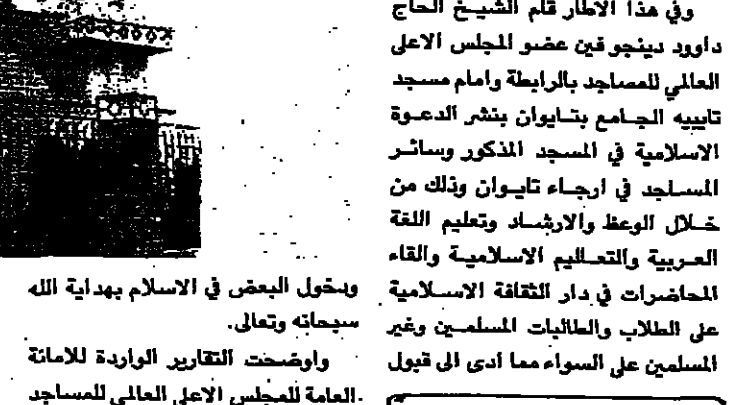 وفي هذا الاطار قام الشيخ الحاج
داوود دينجو قين عضو المجلس الاعلى
العالمي للمساجد بالرابطة وامام مسجد
تايبيه الجامع بتايوان بنشر الدعوة
الاسلامية في المسجد المذكور وسائر
المساجد في ارجاء تايوان وذلك من
خلال الوعظ والارشاد وتعليم اللغة
العربية والتعاليم الاسلامية والقاء
المحاضرات في دار الثقافة الاسلامية
على الطلاب والطالبات المسلمين وغير
المسلمين على السواء مما أدى الى قبول
ودخول البعض في الاسلام بهداية الله
سبحانه وتعالى.
واوضحت التقارير الواردة للامانة
العامة للمجلس الاعلى العالمي للمساجد